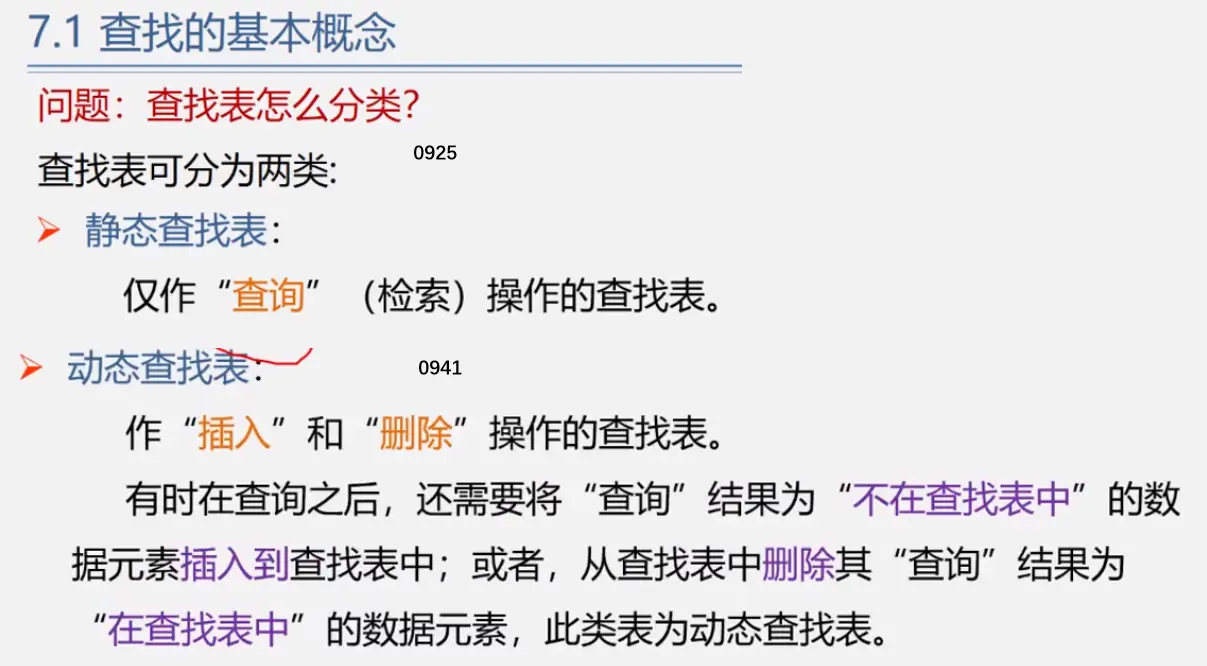 7.1 查找的基本概念
问题：查找表怎么分类？
查找表可分为两类:
0925
静态查找表：
仅作“查询”（检索）操作的查找表。
动态查找表：
0941
作“插入”和“删除”操作的查找表。
有时在查询之后，还需要将“查询”结果为“不在查找表中”的数
据元素插入到查找表中；或者，从查找表中删除其“查询”结果为
“在查找表中”的数据元素，此类表为动态查找表。